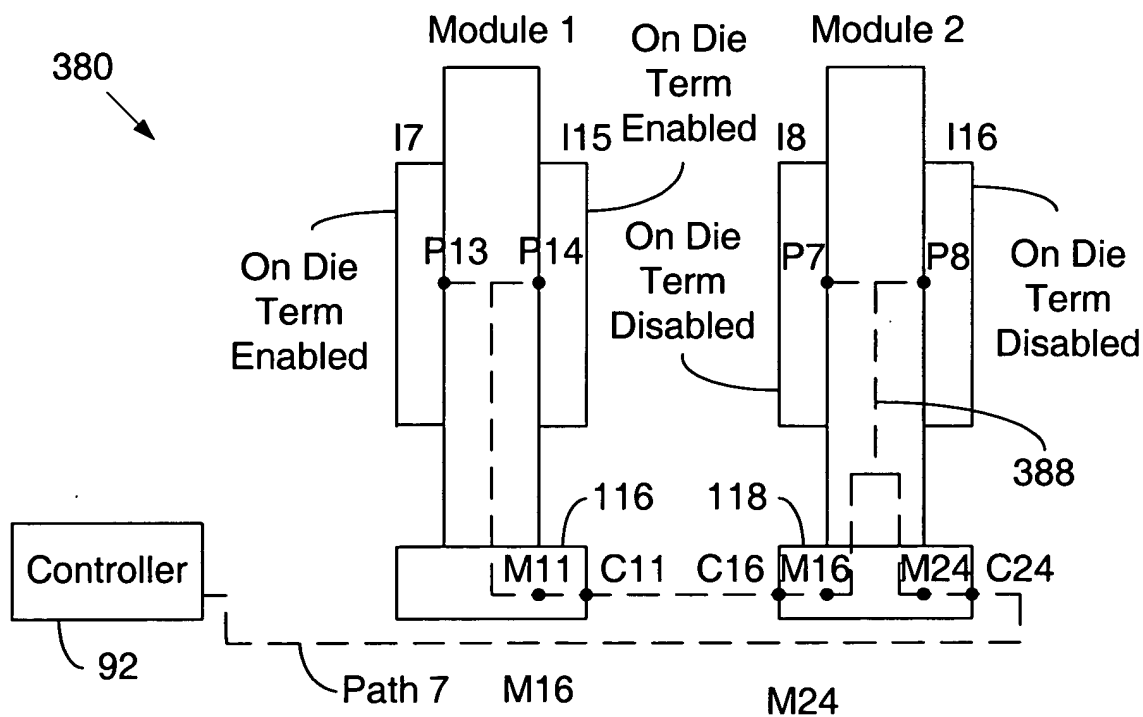 Module 1
On Die
Term
Enabled
Module 2
380
I7
I15
I8
I16
P13
P14
P7
P8
On Die
Term
Enabled
On Die
Term
Disabled
On Die
Term
Disabled
388
116
118
Controller
M11
C11
C16
M16
M24
C24
92
Path 7
M16
M24